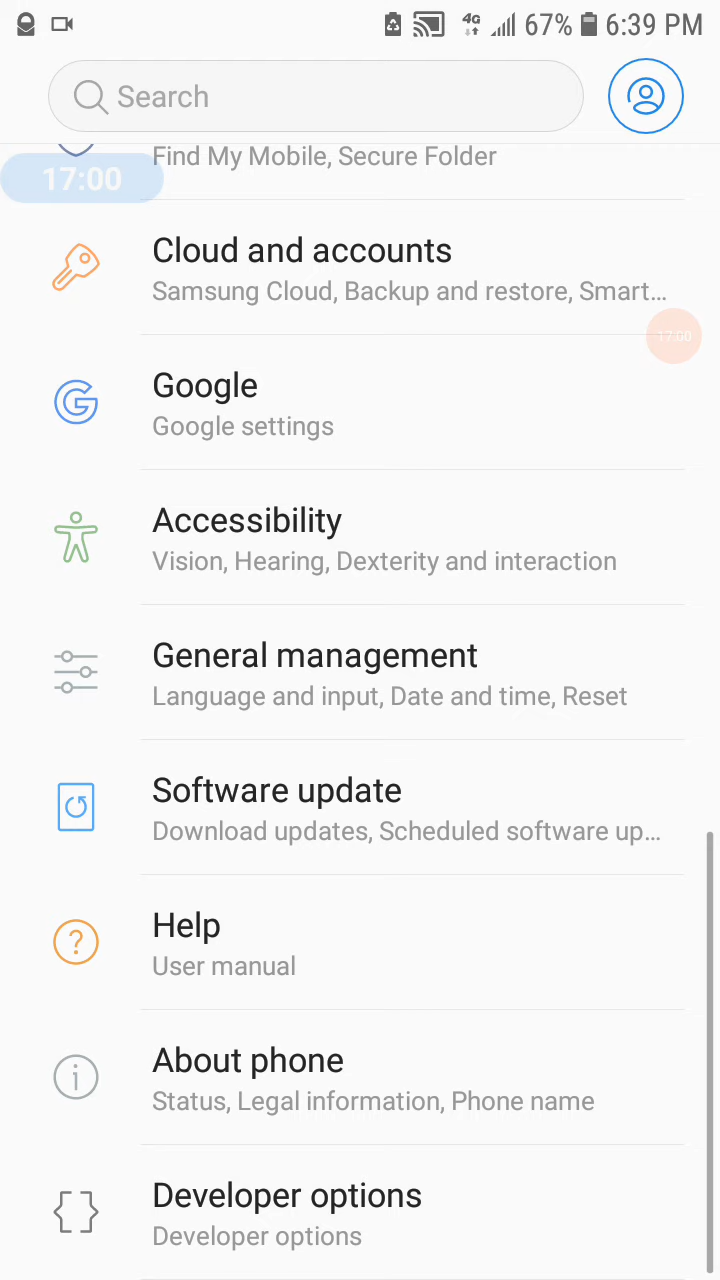 4G 67% 6:39 PM
Search
Find My Mobile, Secure Folder
17:00
Cloud and accounts
Samsung Cloud, Backup and restore, Smart...
17:00
Google
Google settings
Accessibility
Vision, Hearing, Dexterity and interaction
General management
Language and input, Date and time, Reset
Software update
Download updates, Scheduled software up...
Help
User manual
About phone
Status, Legal information, Phone name
Developer options
Developer options